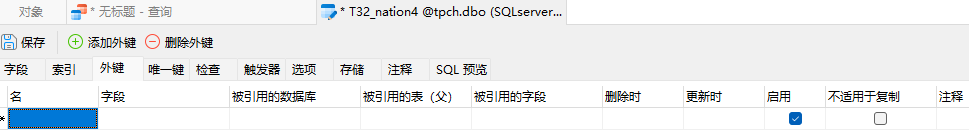 对象 * 无标题 - 查询 * T32_nation4 @tpch.dbo (SQLserver...
保存 添加外键 删除外键
字段 索引 外键 唯一键 检查 触发器 选项 存储 注释 SQL 预览
名 字段 被引用的数据库 被引用的表（父） 被引用的字段 删除时 更新时 启用 不适用于复制 注释
*